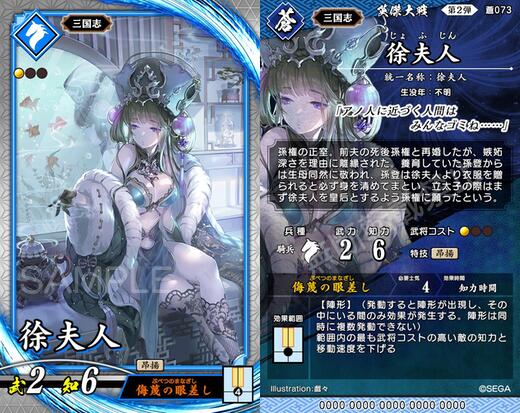 三国志
SAMPLE
徐夫人
昂揚
武2 知6
ぶべつのまなざし
侮蔑の眼差し
4
蒼
三国志
英傑大戦
第2弾
蒼073
じょふじん
徐夫人
統一名称:徐夫人
生没年:不明
「アノ人に近づく人間は
みんなゴミね……」
孫権の正室。前夫の死後孫権と再婚したが、嫉妬
深さを理由に離縁された。養育していた孫登から
は生母同然に敬われ、孫登は徐夫人より衣服を贈
られると必ず身を清めてまとい、立太子の際はま
ず徐夫人を皇后とするよう孫権に願ったという。
兵種 武力 知力 武将コスト
騎兵 2 6
特技 昂揚
ぶべつのまなざし 必要士気 効果時間
侮蔑の眼差し 4 知力時間
効果範囲
【陣形】(発動すると陣形が出現し、その
中にいる間のみ効果が発生する。陣形は同
時に複数発動できない)
範囲内の最も武将コストの高い敵の知力と
移動速度を下げる
Illustration:戯々
©SEGA
0000 0000 0000 0000 0000